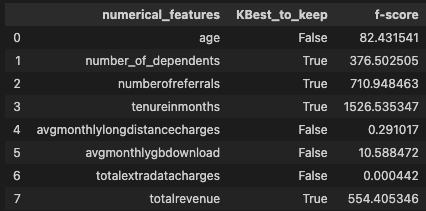 numerical_features KBest_to_keep f-score
0 age False 82.431541
1 number_of_dependents True 376.502505
2 numberofreferrals True 710.948463
3 tenureinmonths True 1526.535347
4 avgmonthlylongdistancecharges False 0.291017
5 avgmonthlygbdownload False 10.588472
6 totalextradatacharges False 0.000442
7 totalrevenue True 554.405346